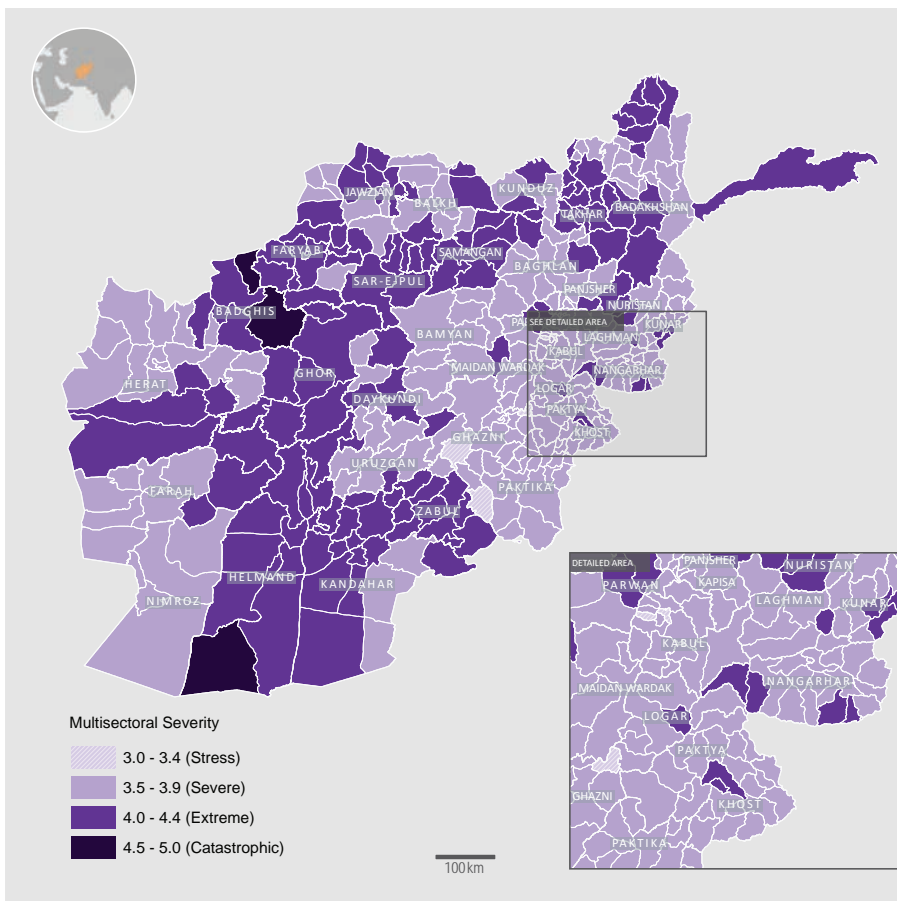 JAWZJAN
KUNDUZ
BALKH
TAKHAR
BADAKHSHAN
FARYAB
SAMANGAN
BAGHLAN
SAR-E-PUL
PANJSHER
NURISTAN
BADGHIS
SEE DETAILED AREA
KUNAR
BAMYAN
LAGHMAN
KABUL
MAIDAN WARDAK
NANGARHAR
GHOR
HERAT
LOGAR
DAYKUNDI
PAKTYA
KHOST
GHAZNI
URUZGAN
FARAH
PAKTIKA
ZABUL
HELMAND
KANDAHAR
NIMROZ
DETAILED AREA
PANJSHER
NURISTAN
PARWAN
KAPISA
LAGHMAN
KUNAR
KABUL
MAIDAN WARDAK
NANGARHAR
LOGAR
PAKTYA
GHAZNI
KHOST
PAKTIKA
Multisectoral Severity
3.0 - 3.4 (Stress)
3.5 - 3.9 (Severe)
4.0 - 4.4 (Extreme)
4.5 - 5.0 (Catastrophic)
100 km